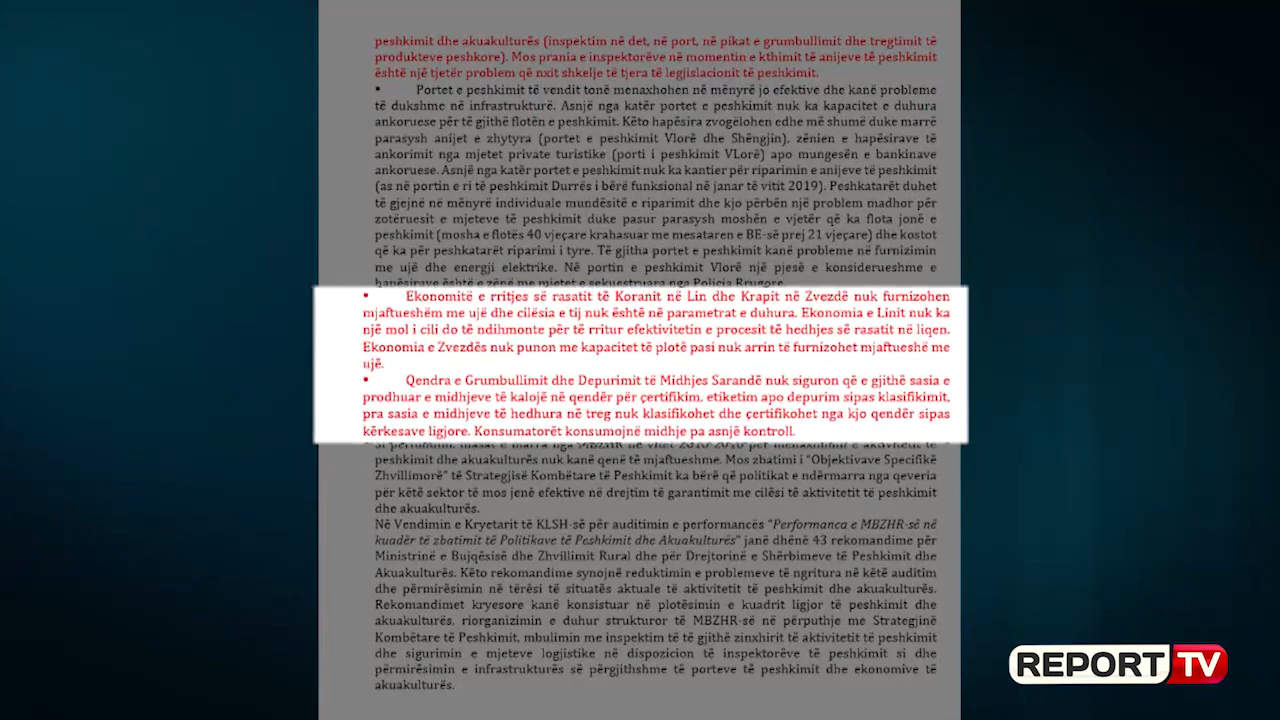 peshkimit dhe akuakulturës (inspektim në det, në port, në pikat e grumbullimit dhe tregtimit të
produkteve peshkore). Mos prania e inspektorëve në momentin e kthimit të anijeve të peshkimit
është një tjetër problem që nxit shkelje të tjera të legjislacionit të peshkimit.
• Portet e peshkimit të vendit tonë menaxhohen në mënyrë jo efektive dhe kanë probleme
të dukshme në infrastrukturë. Asnjë nga katër portet e peshkimit nuk ka kapacitet e duhura
ankoruese për të gjithë flotën e peshkimit. Këto hapësira zvogëlohen edhe më shumë duke marrë
parasysh anijet e zhytyra (portet e peshkimit Vlorë dhe Shëngjin), zënien e hapësirave të
ankorimit nga mjetet private turistike (porti i peshkimit VLorë) apo mungesën e bankinave
ankoruese. Asnjë nga katër portet e peshkimit nuk ka kantier për riparimin e anijeve të peshkimit
(as në portin e ri të peshkimit Durrës i bërë funksional në janar të vitit 2019). Peshkatarët duhet
të gjejnë në mënyrë individuale mundësitë e riparimit dhe kjo përbën një problem madhor për
zotëruesit e mjeteve të peshkimit duke pasur parasysh moshën e vjetër që ka flota jonë e
peshkimit (mosha e flotës 40 vjeçare krahasuar me mesataren e BE-së prej 21 vjeçare) dhe kostot
që ka për peshkatarët riparimi i tyre. Të gjitha portet e peshkimit kanë probleme në furnizimin
me ujë dhe energji elektrike. Në portin e peshkimit Vlorë një pjesë e konsiderueshme e
hapësirave është e zënë me mjetet e sekuestruara nga Policia Rrugore.
• Ekonomitë e rritjes së rasatit të Koranit në Lin dhe Krapit në Zvezdë nuk furnizohen
mjaftueshëm me ujë dhe cilësia e tij nuk është në parametrat e duhura. Ekonomia e Linit nuk ka
një mol i cili do të ndihmonte për të rritur efektivitetin e procesit të hedhjes së rasatit në liqen.
Ekonomia e Zvezdës nuk punon me kapacitet të plotë pasi nuk arrin të furnizohet mjaftueshë me
ujë.
• Qendra e Grumbullimit dhe Depurimit të Midhjes Sarandë nuk siguron që e gjithë sasia e
prodhuar e midhjeve të kalojë në qendër për çertifikim, etiketim apo depurim sipas klasifikimit,
pra sasia e midhjeve të hedhura në treg nuk klasifikohet dhe çertifikohet nga kjo qendër sipas
kërkesave ligjore. Konsumatorët konsumojnë midhje pa asnjë kontroll.
Si përfundim, masat e marra nga MBZHR në vitet për menaxhimin e aktivitetit të
peshkimit dhe akuakulturës nuk kanë qenë të mjaftueshme. Mos zbatimi i "Objektivave Specifikë
Zhvillimorë" të Strategjisë Kombëtare të Peshkimit ka bërë që politikat e ndërmarra nga qeveria
për këtë sektor të mos jenë efektive në drejtim të garantimit me cilësi të aktivitetit të peshkimit
dhe akuakulturës.
Në Vendimin e Kryetarit të KLSH-së për auditimin e performancës "Performanca e MBZHR-së në
kuadër të zbatimit të Politikave të Peshkimit dhe Akuakulturës" janë dhënë 43 rekomandime për
Ministrinë e Bujqësisë dhe Zhvillimit Rural dhe për Drejtorinë e Shërbimeve të Peshkimit dhe
Akuakulturës. Këto rekomandime synojnë reduktimin e problemeve të ngritura në këtë auditim
dhe përmirësimin në tërësi të situatës aktuale të aktivitetit të peshkimit dhe akuakulturës.
Rekomandimet kryesore kanë konsistuar në plotësimin e kuadrit ligjor të peshkimit dhe
akuakulturës, riorganizimin e duhur strukturor të MBZHR-së në përputhje me Strategjinë
Kombëtare të Peshkimit, mbulimin me inspektim të të gjithë zinxhirit të aktivitetit të peshkimit
dhe sigurimin e mjeteve logjistike në dispozicion të inspektorëve të peshkimit si dhe
përmirësimin e infrastrukturës së përgjithshme të porteve të peshkimit dhe ekonomive të
akuakulturës.
REPORT TV